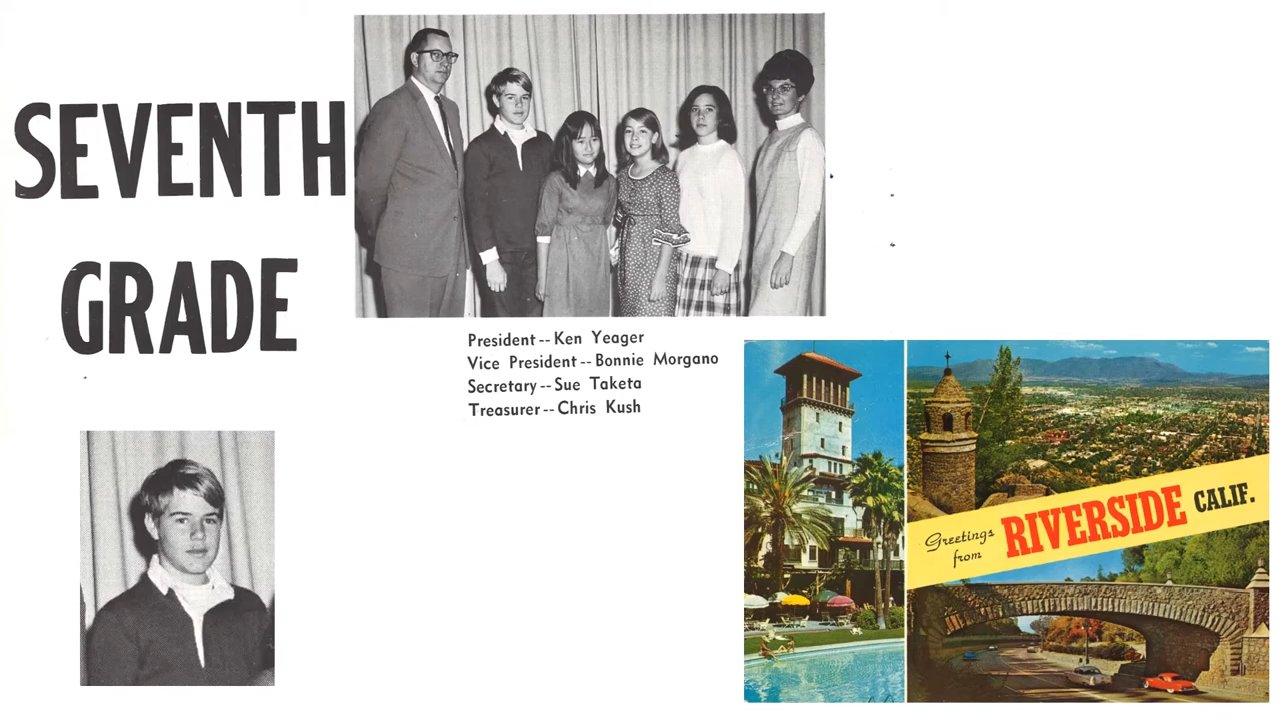 SEVENTH
GRADE
President -- Ken Yeager
Vice President -- Bonnie Morgano
Secretary -- Sue Taketa
Treasurer -- Chris Kush
Greetings
from
RIVERSIDE CALIF.